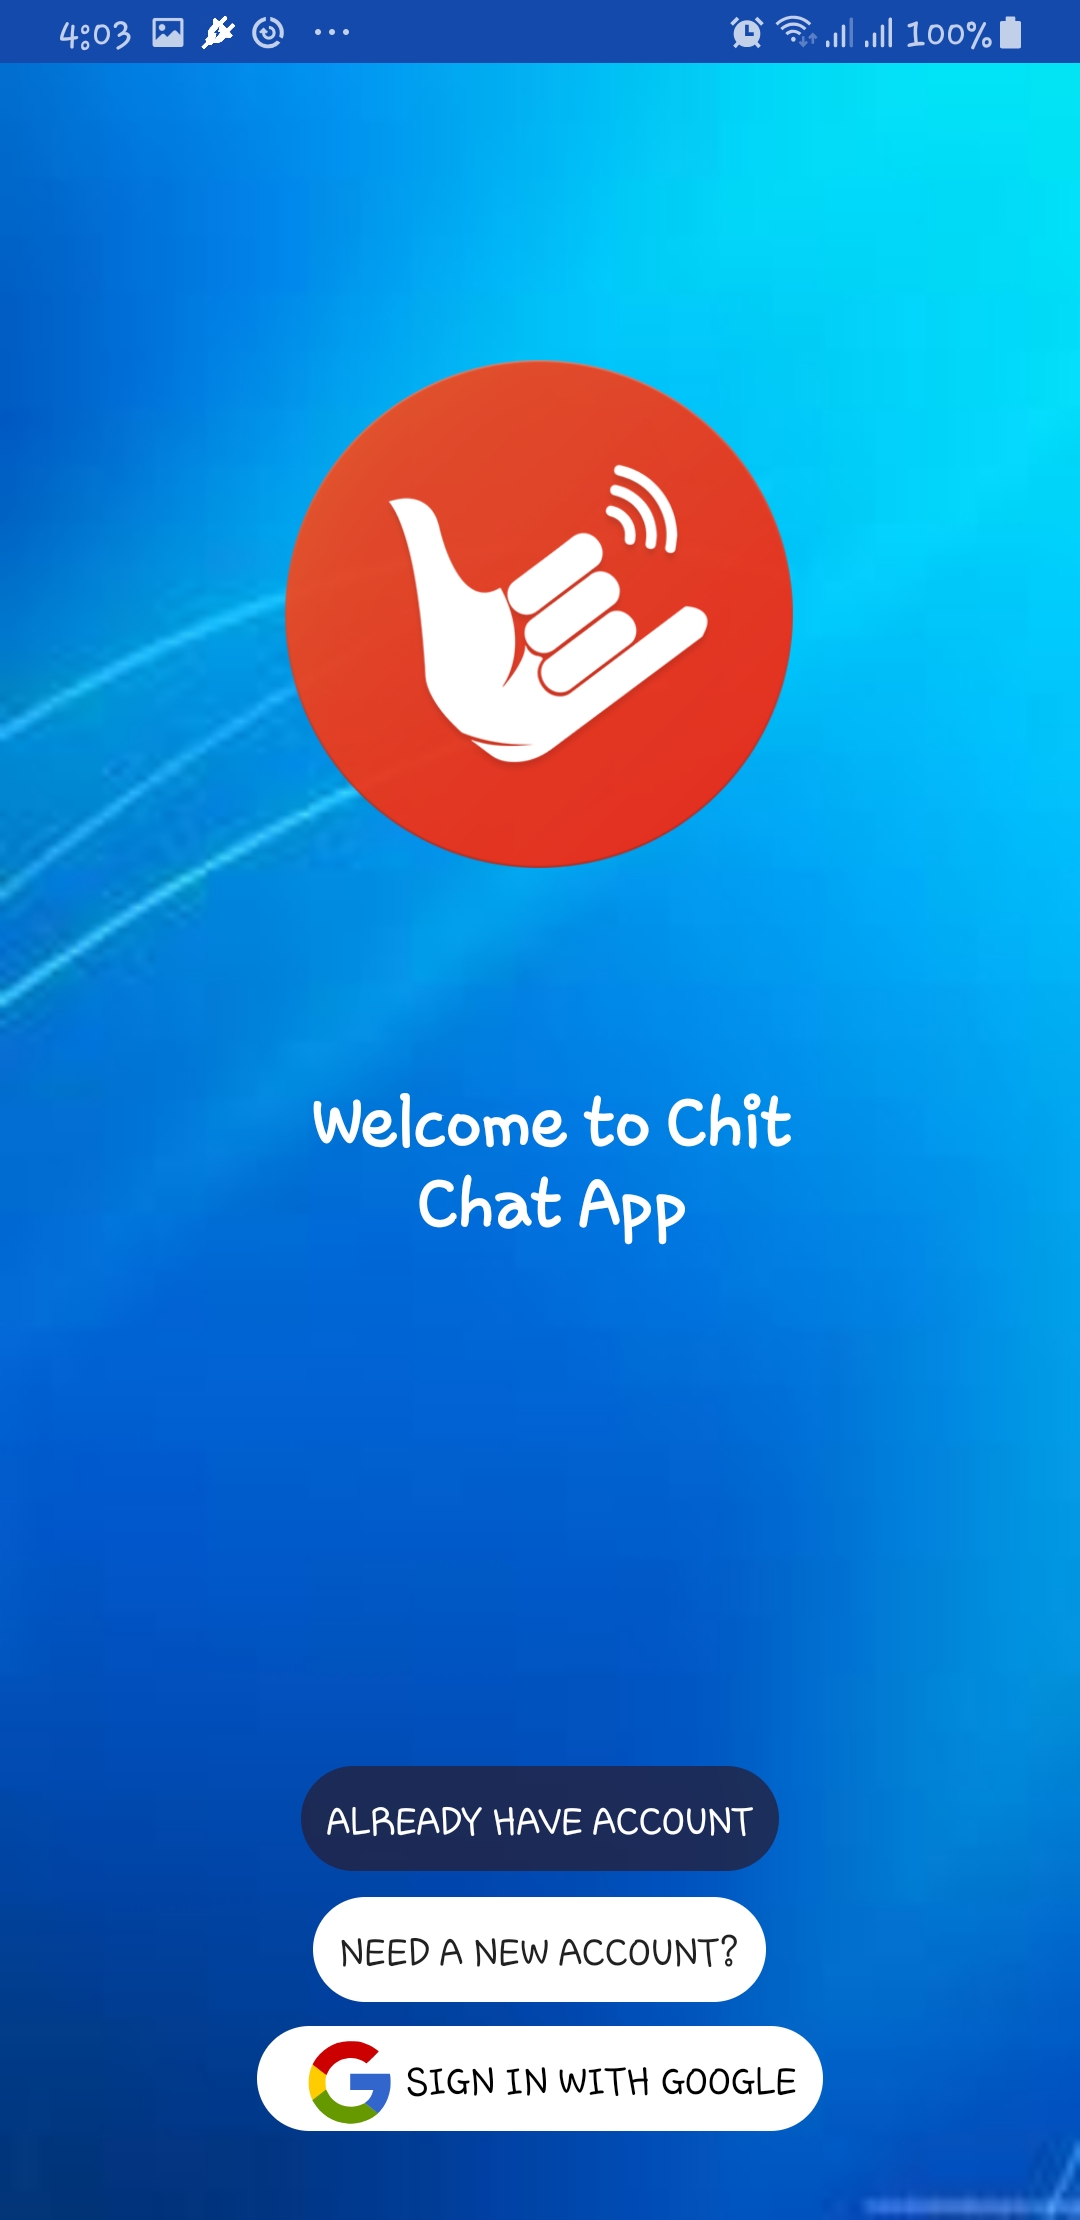 4:03 100%
Welcome to Chit
Chat App
ALREADY HAVE ACCOUNT
NEED A NEW ACCOUNT?
SIGN IN WITH GOOGLE